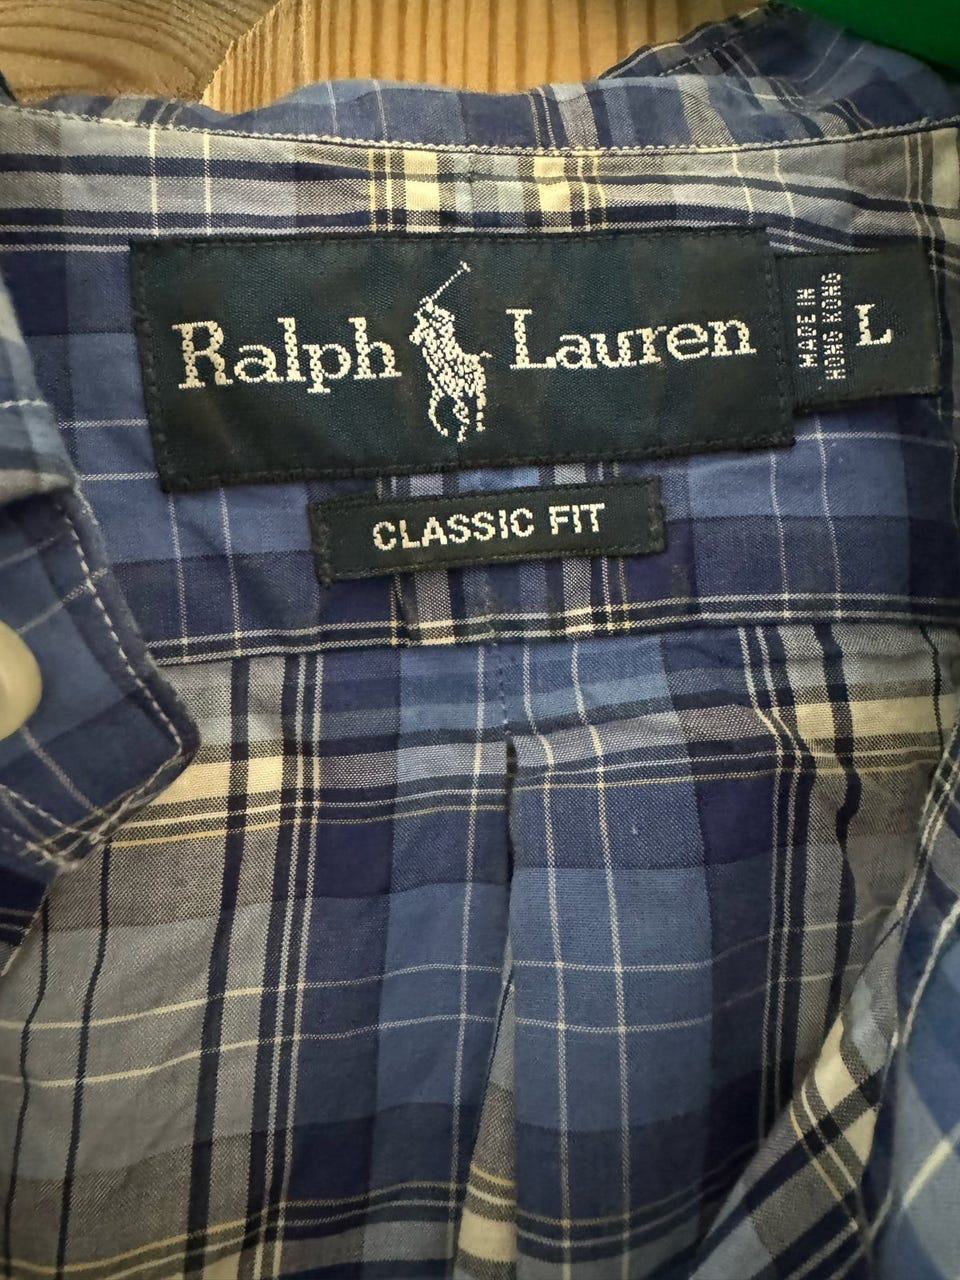 Ralph Lauren
MADE IN
HONG KONG
L
CLASSIC FIT